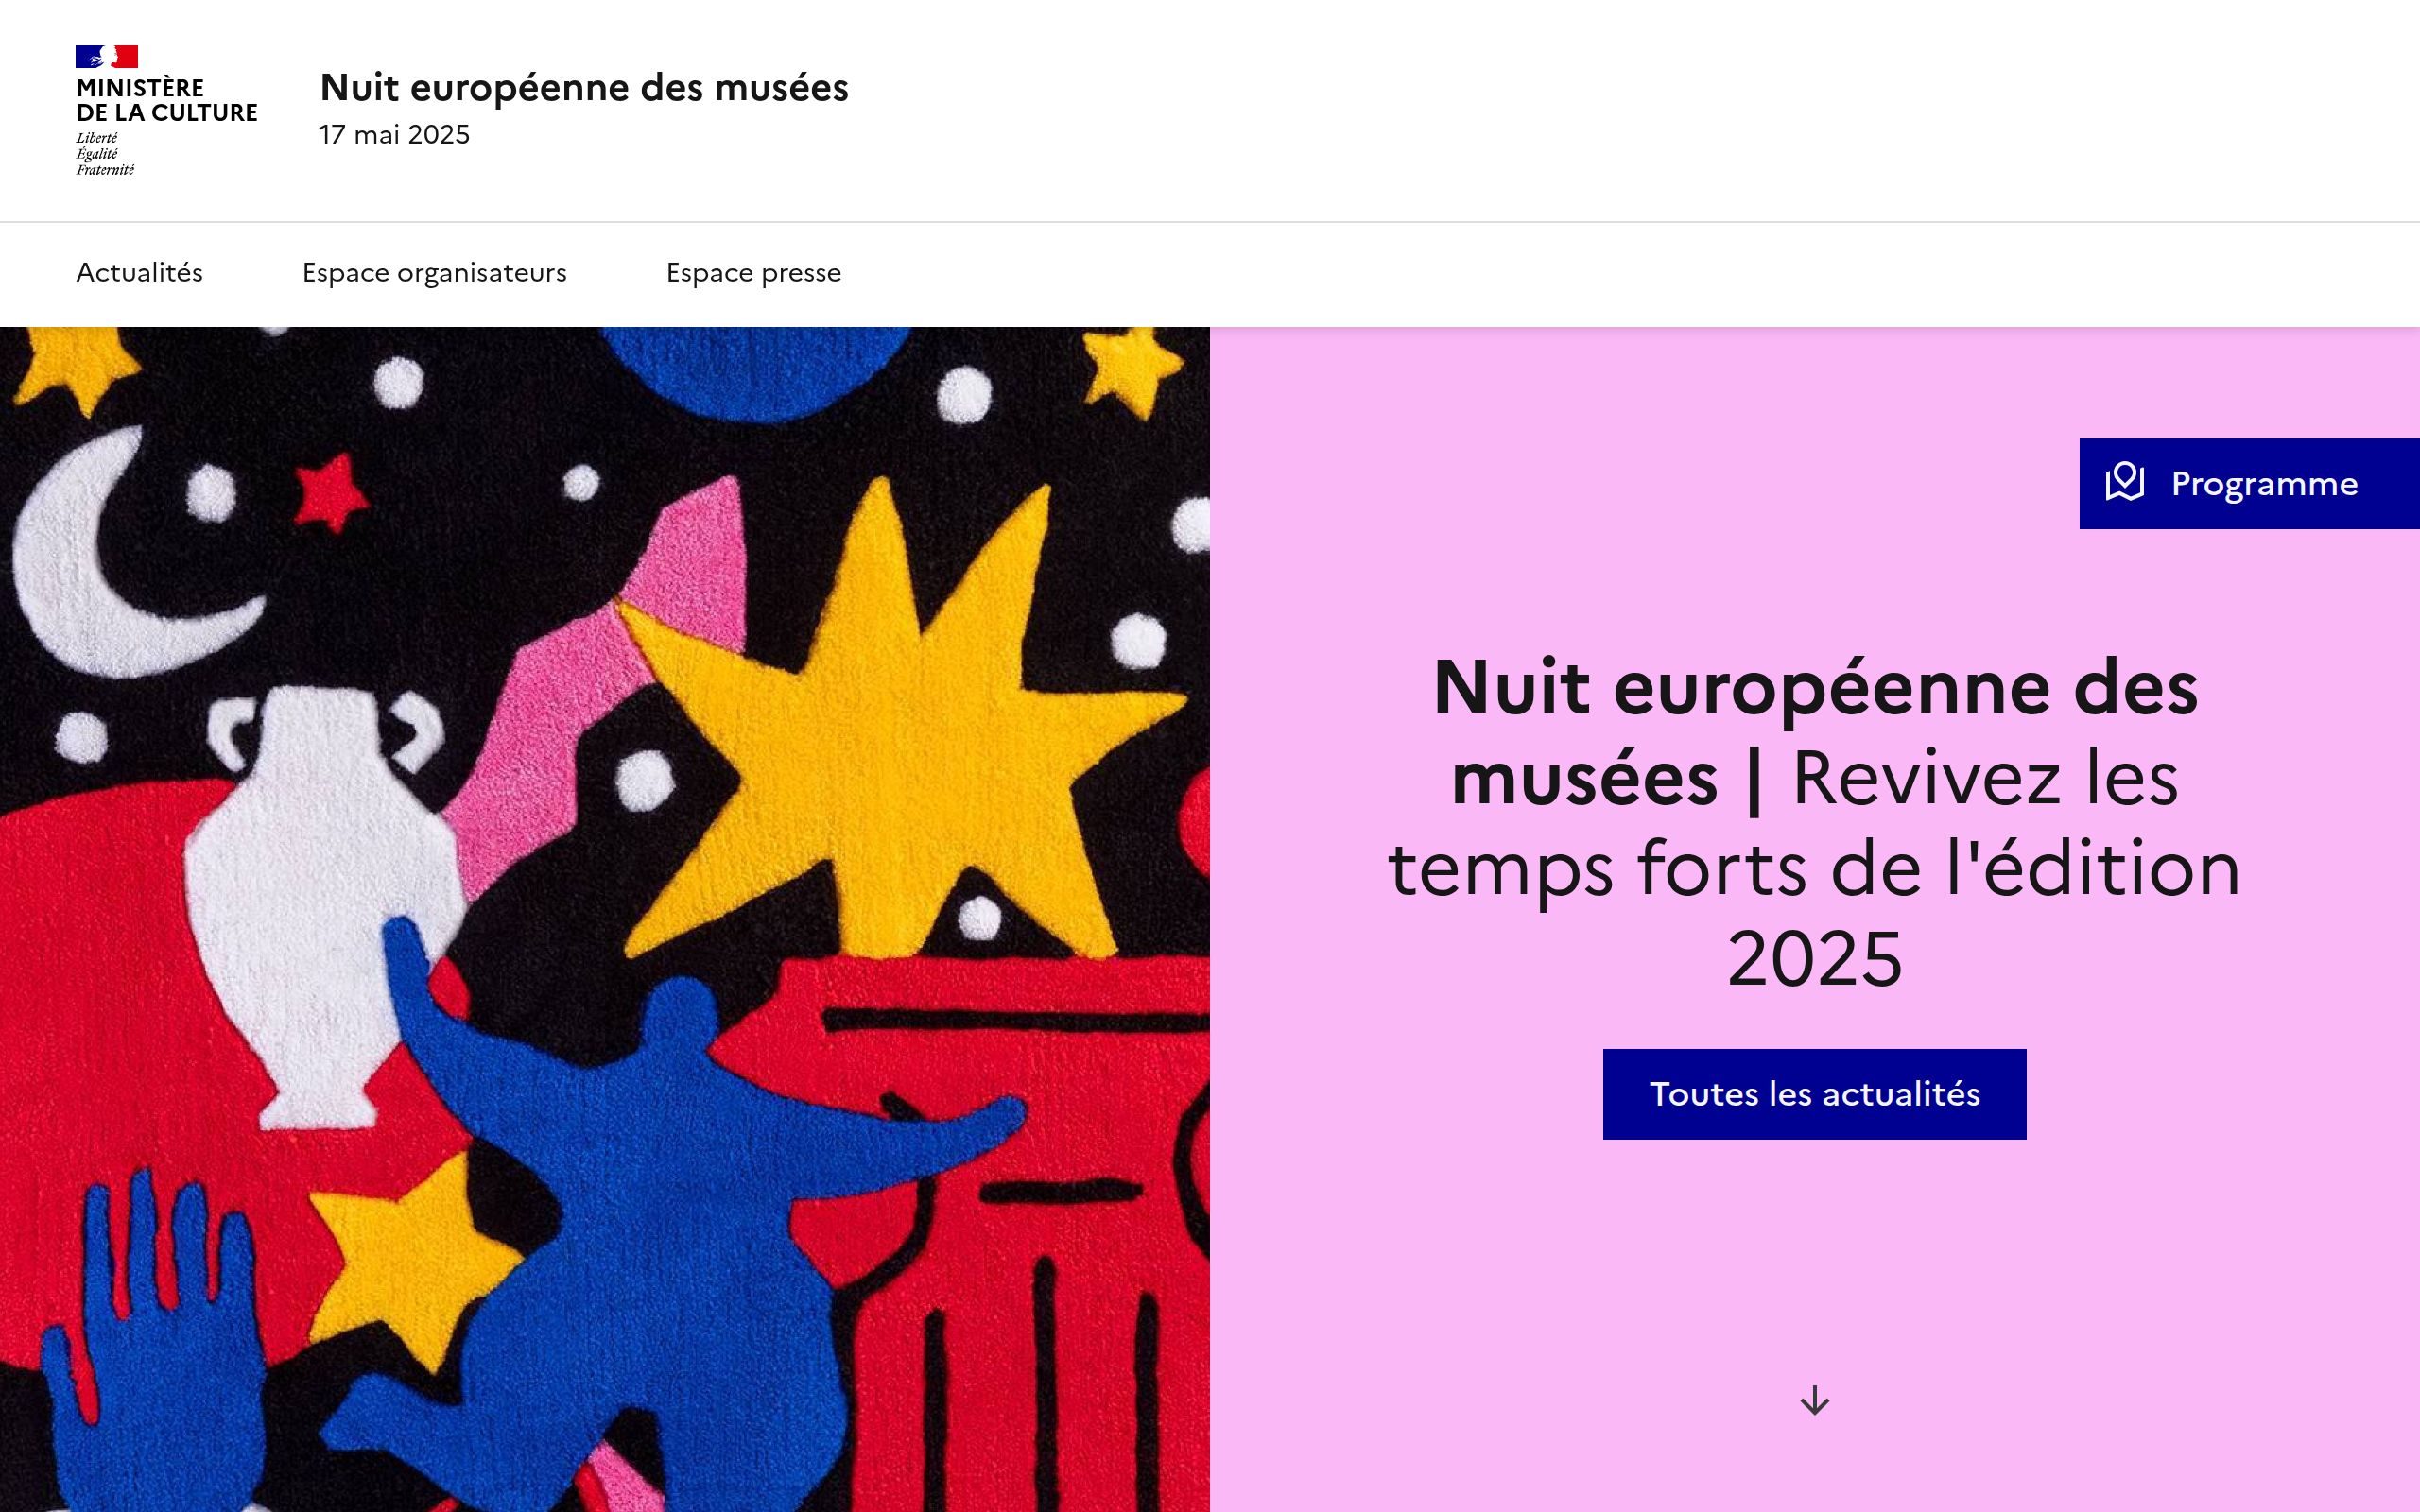 MINISTÈRE
DE LA CULTURE
Liberté
Égalité
Fraternité
Nuit européenne des musées
17 mai 2025
Actualités
Espace organisateurs
Espace presse
Programme
Nuit européenne des
musées | Revivez les
temps forts de l'édition
2025
Toutes les actualités